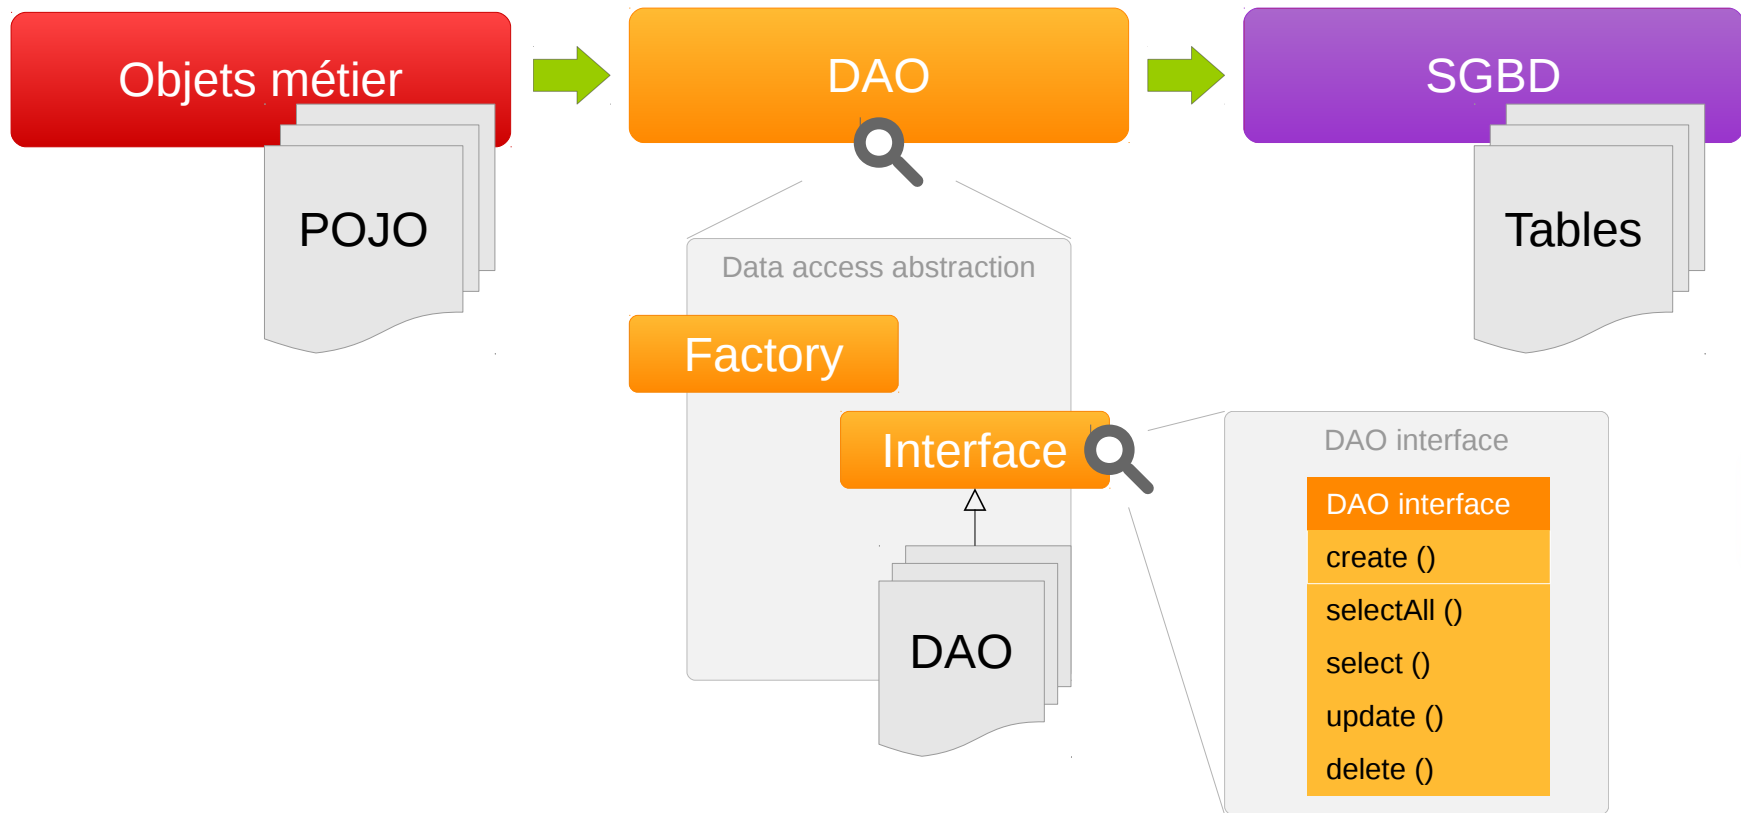 Objets métier
DAO
SGBD
POJO
Tables
Data access abstraction
Factory
Interface
DAO
DAO interface
DAO interface
create ()
selectAll ()
select ()
update ()
delete ()